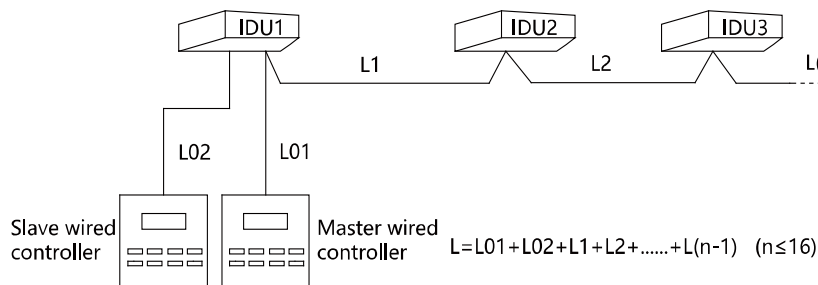 IDU1
IDU2
IDU3
L1
L2
L02
L01
Slave wired
controller
Master wired
controller
L=L01+L02+L1+L2+......+L(n-1) (n≤16)